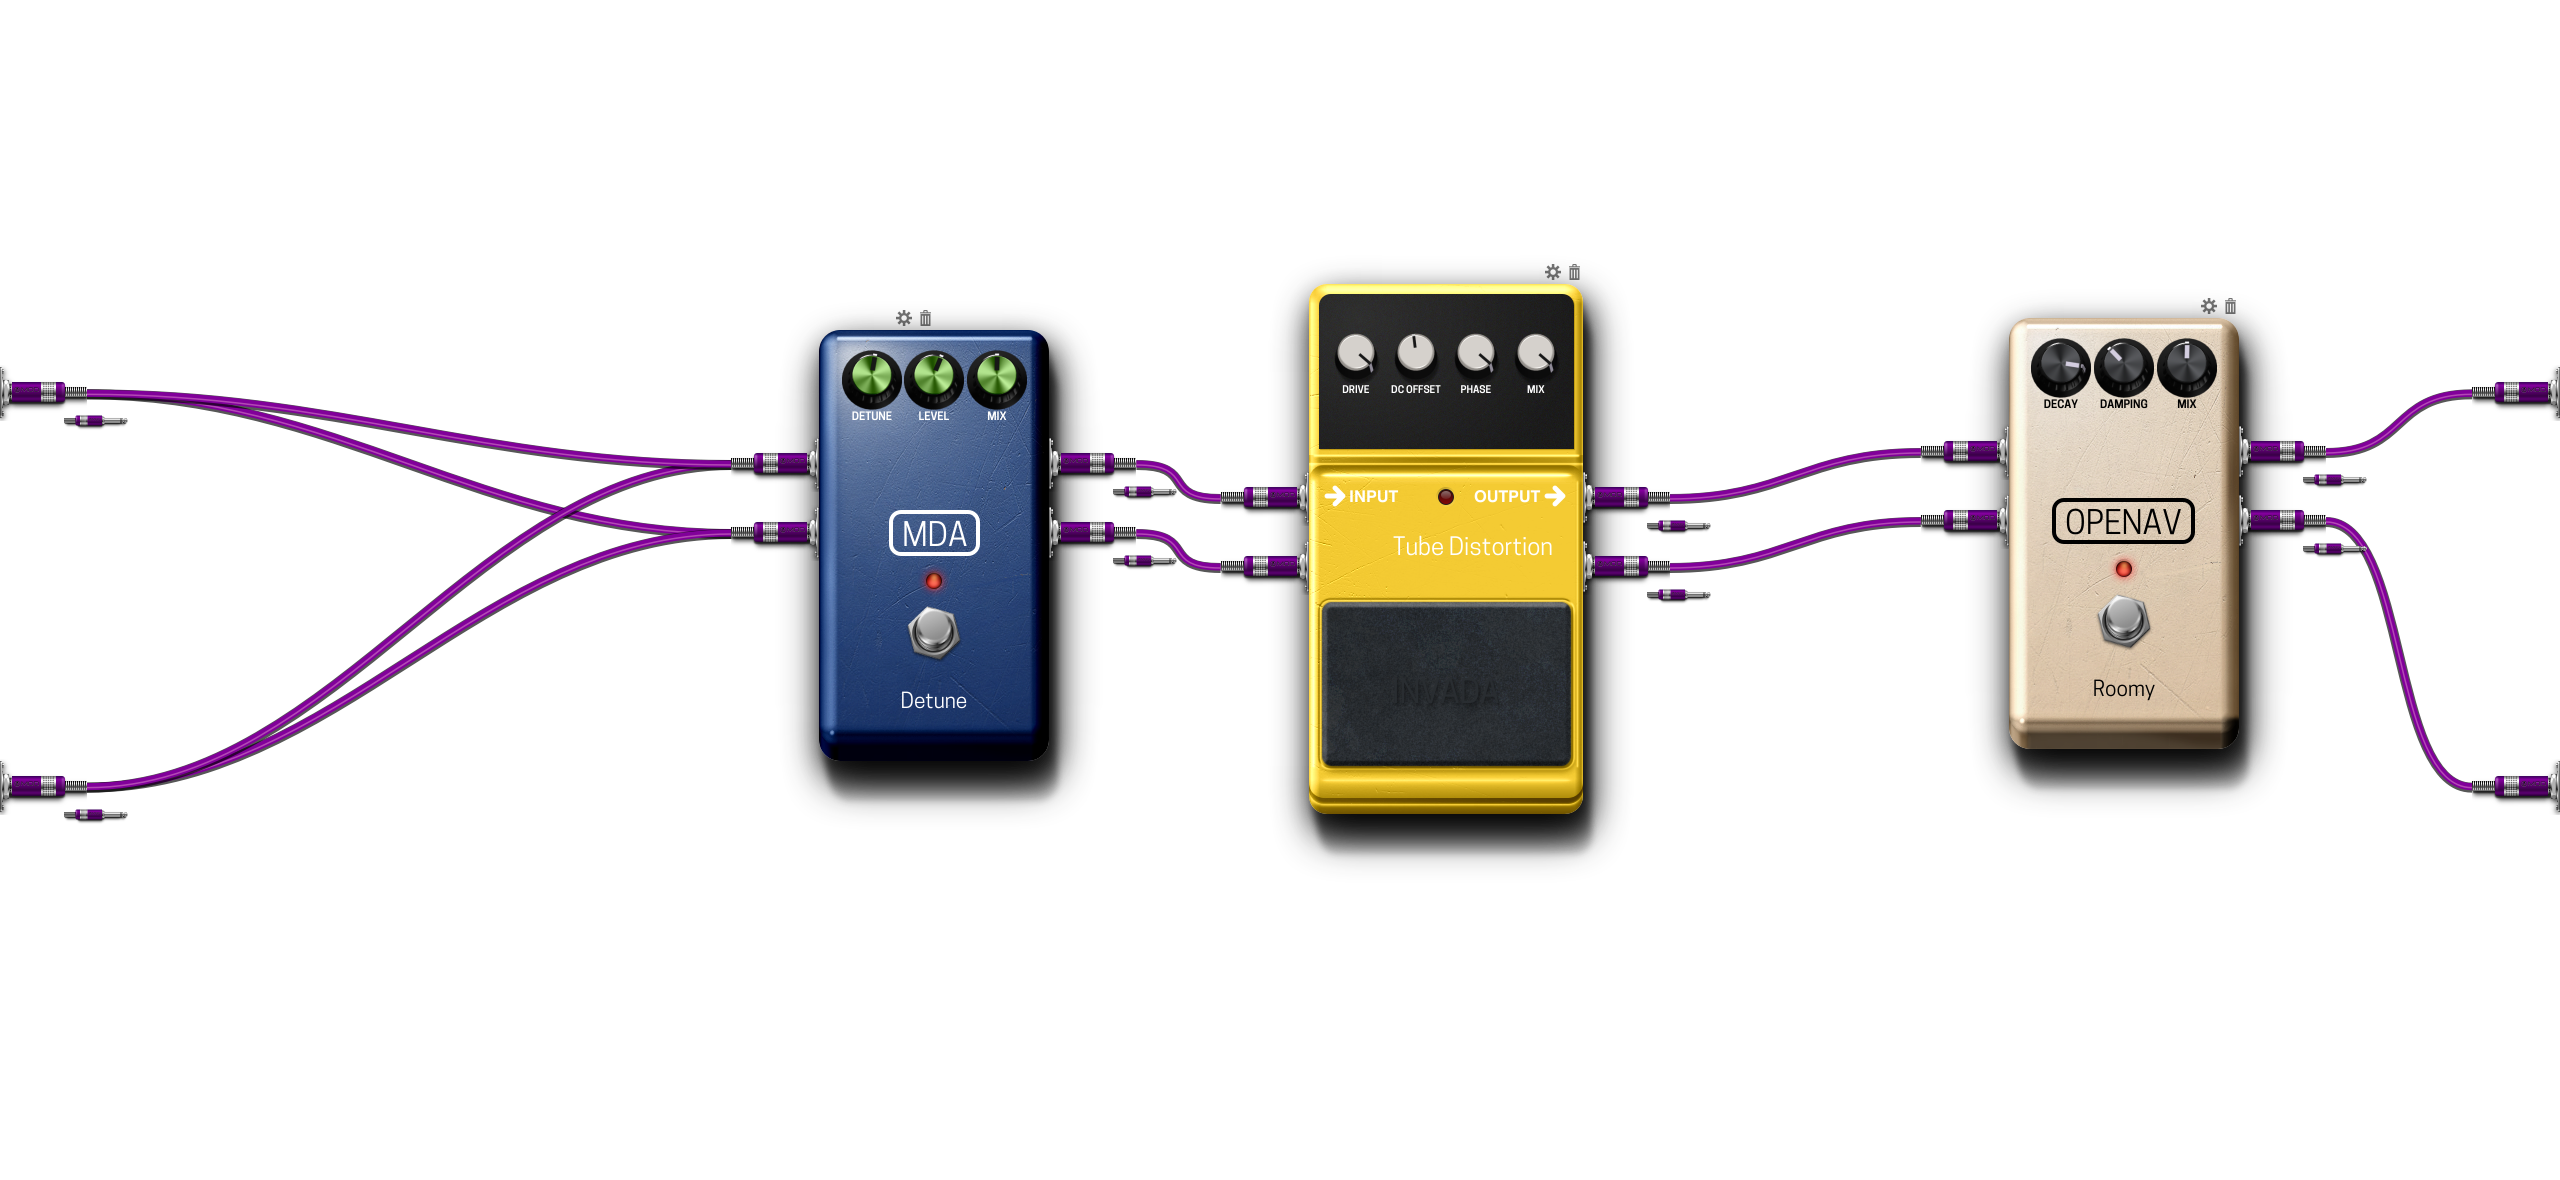 DETUNE LEVEL MIX
MDA
Detune
DRIVE DC OFFSET PHASE MIX
INPUT OUTPUT
Tube Distortion
INVADA
DECAY DAMPING MIX
OPENAV
Roomy